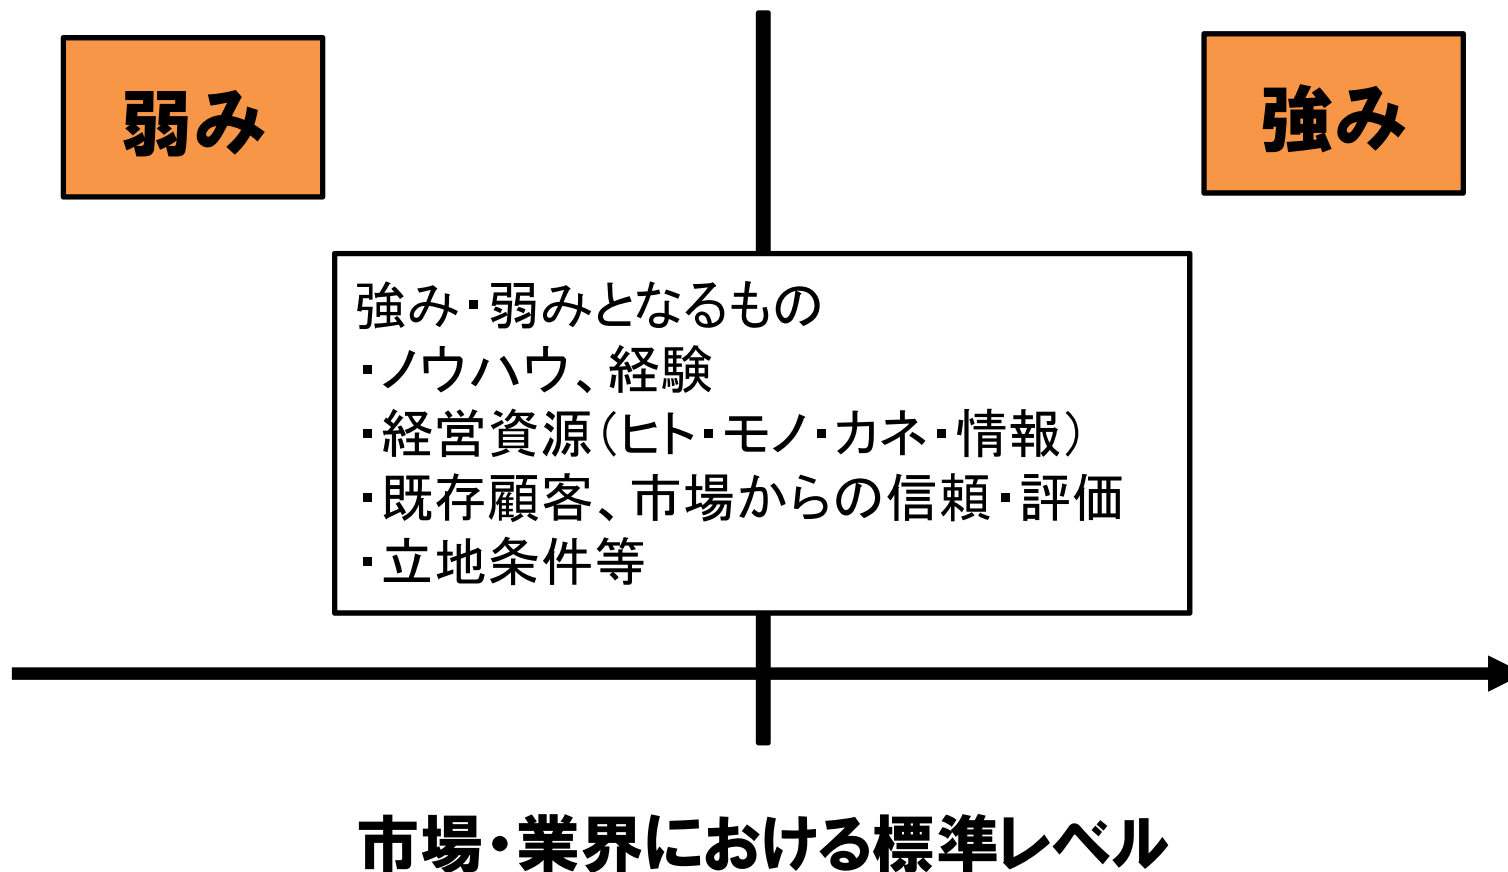 弱み
強み
強み・弱みとなるもの
・ノウハウ、経験
・経営資源（ヒト・モノ・カネ・情報）
・既存顧客、市場からの信頼・評価
・立地条件等
市場・業界における標準レベル